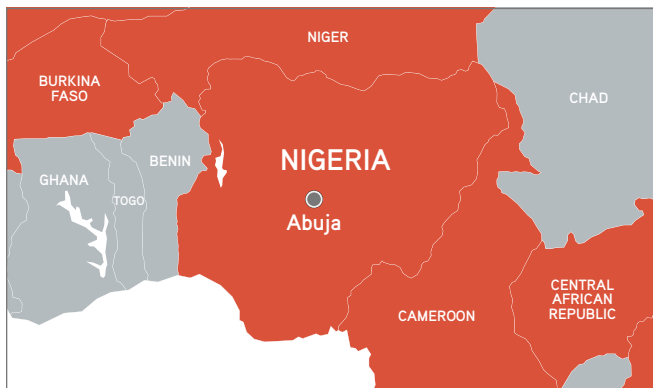 NIGER
BURKINA
FASO
CHAD
NIGERIA
BENIN
GHANA
TOGO
Abuja
CENTRAL
AFRICAN
REPUBLIC
CAMEROON